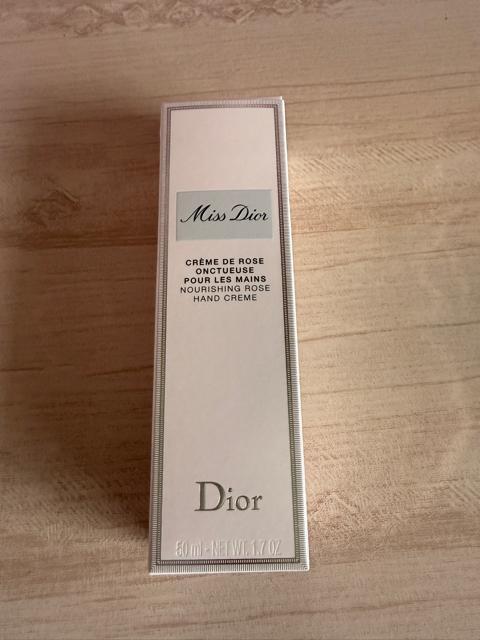 Miss Dior
CRÈME DE ROSE
ONCTUEUSE
POUR LES MAINS
NOURISHING ROSE
HAND CREME
Dior
50 ml - NET WT. 1.7 OZ